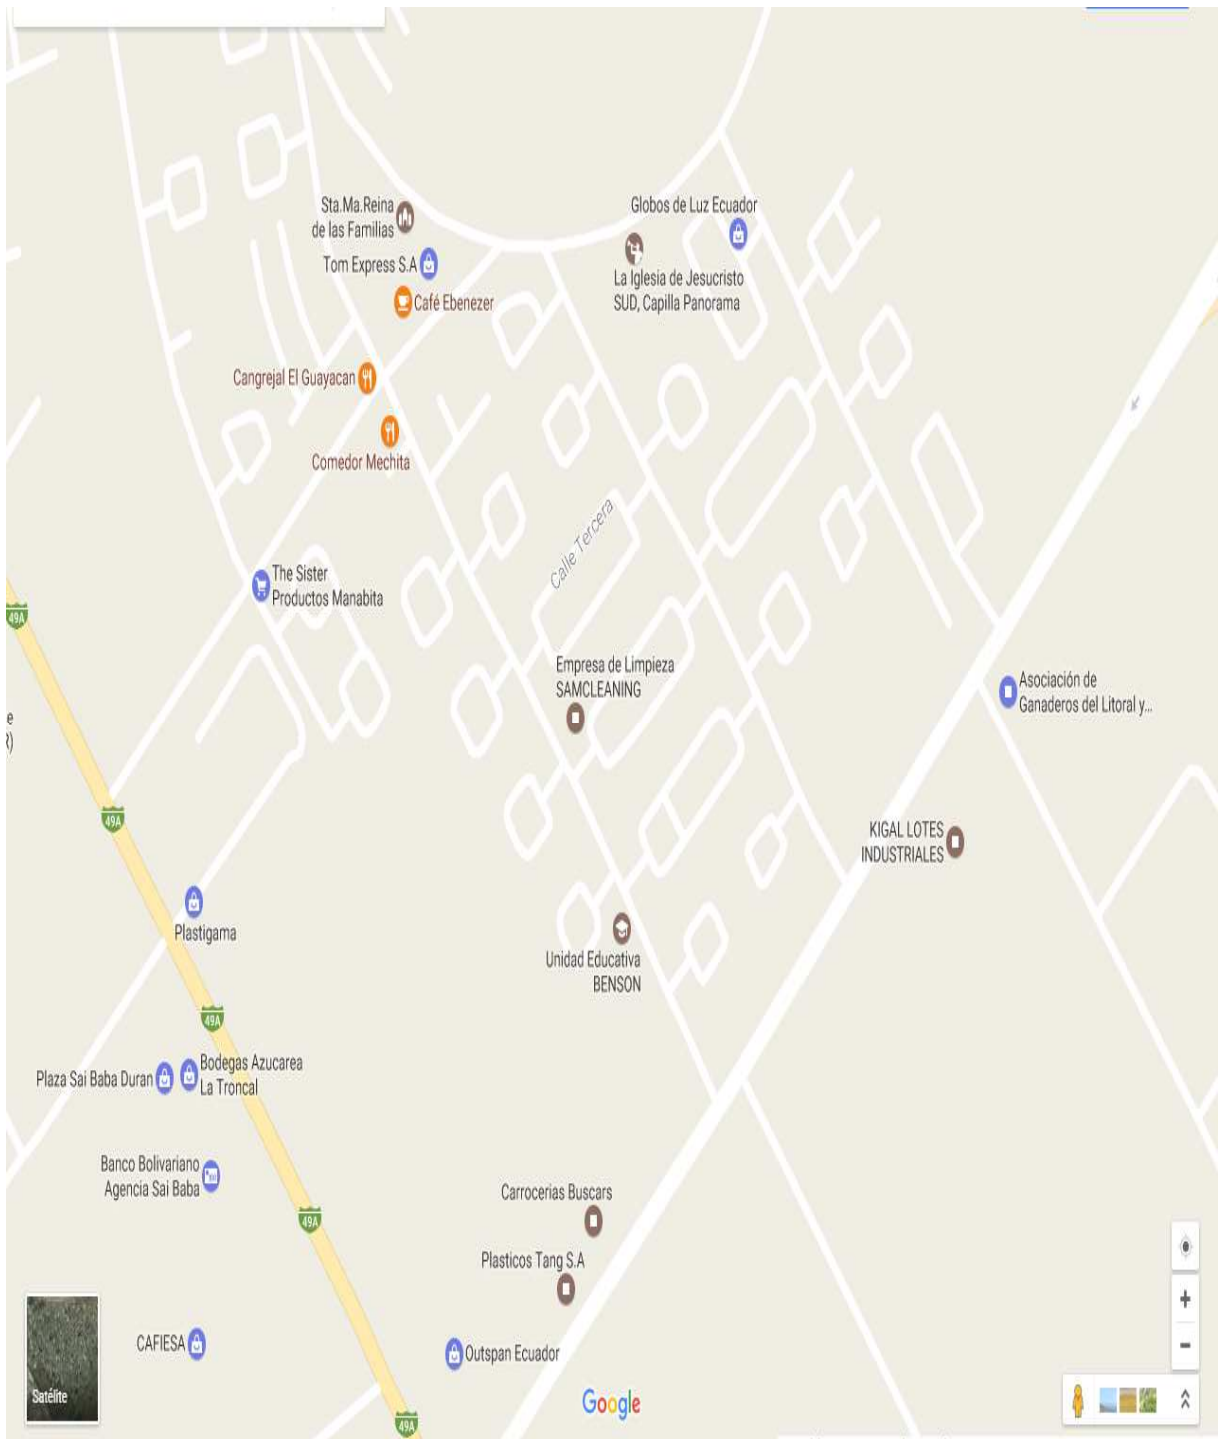 Sta.Ma.Reina
de las Familias
Globos de Luz Ecuador
Tom Express S.A
La Iglesia de Jesucristo
SUD, Capilla Panorama
Café Ebenezer
Cangrejal El Guayacan
Comedor Mechita
Calle Tercera
The Sister
Productos Manabita
49A
Empresa de Limpieza
SAMCLEANING
Asociación de
Ganaderos del Litoral y...
e
R)
49A
KIGAL LOTES
INDUSTRIALES
Plastigama
Unidad Educativa
BENSON
49A
Plaza Sai Baba Duran
Bodegas Azucarea
La Troncal
Banco Bolivariano
Agencia Sai Baba
Carrocerias Buscars
49A
Plasticos Tang S.A
CAFIESA
Outspan Ecuador
Satélite
Google
49A